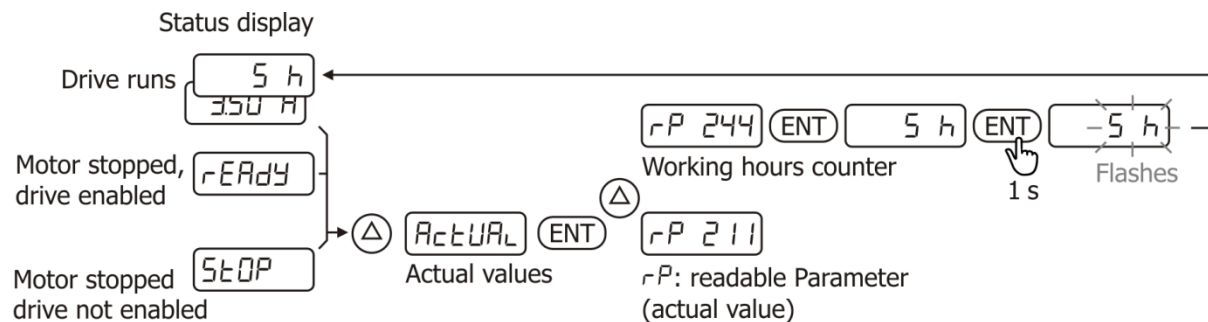 Status display
Drive runs
5 h
3.50 A
Motor stopped,
drive enabled
rEAdY
Motor stopped
drive not enabled
StOP
ActUAL
ENT
Actual values
rP 244
ENT
5 h
ENT
5 h
Working hours counter
1 s
Flashes
rP 211
rP: readable Parameter
(actual value)